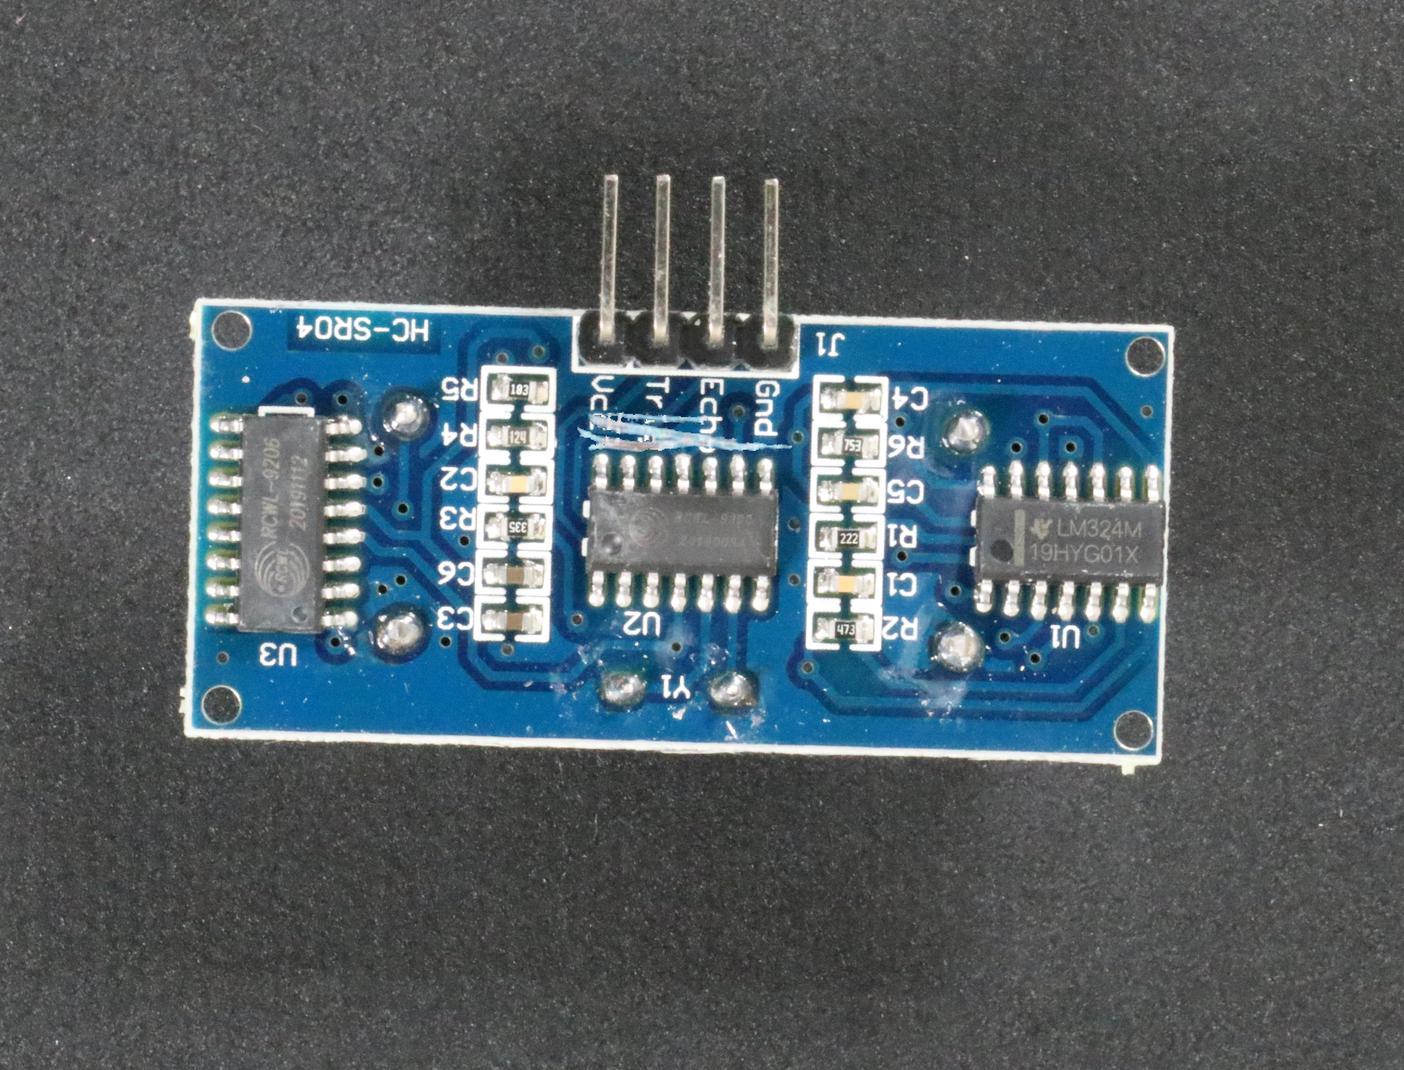 HC-SR04
J1
Gnd
R5
103
R4
124
C2
R3
335
C6
C3
C4
R6
753
C5
R1
222
C1
R2
473
RCWL-9206
20191112
RCWL
U3
U2
Y1
LM324M
19HYG01X
U1